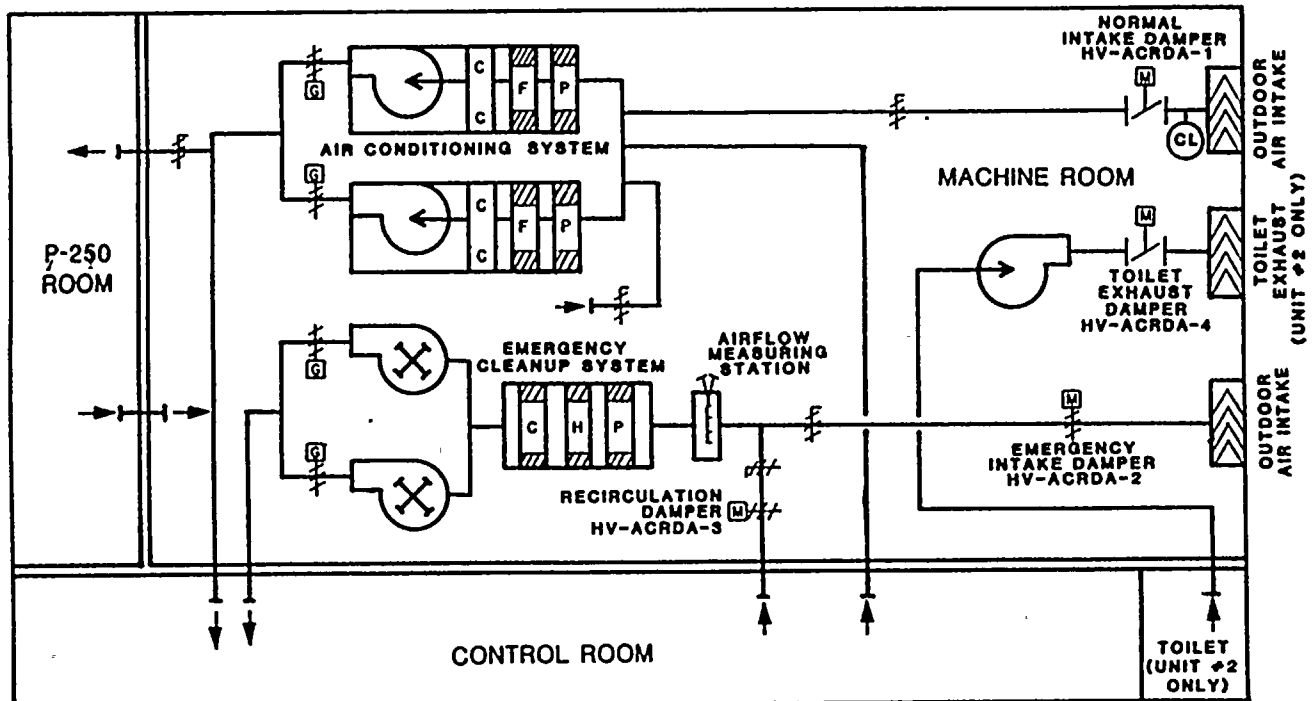 NORMAL
INTAKE DAMPER
HV-ACRDA-1
M
CL
OUTDOOR
AIR INTAKE
G
C
C
F
P
AIR CONDITIONING SYSTEM
G
C
C
F
P
MACHINE ROOM
M
TOILET
EXHAUST
DAMPER
HV-ACRDA-4
TOILET
EXHAUST
(UNIT #2 ONLY)
P-250
ROOM
F
F
F
EMERGENCY
CLEANUP SYSTEM
AIRFLOW
MEASURING
STATION
G
G
C
H
P
F
M
EMERGENCY
INTAKE DAMPER
HV-ACRDA-2
OUTDOOR
AIR INTAKE
RECIRCULATION
DAMPER
HV-ACRDA-3
M
F
CONTROL ROOM
TOILET
(UNIT #2
ONLY)